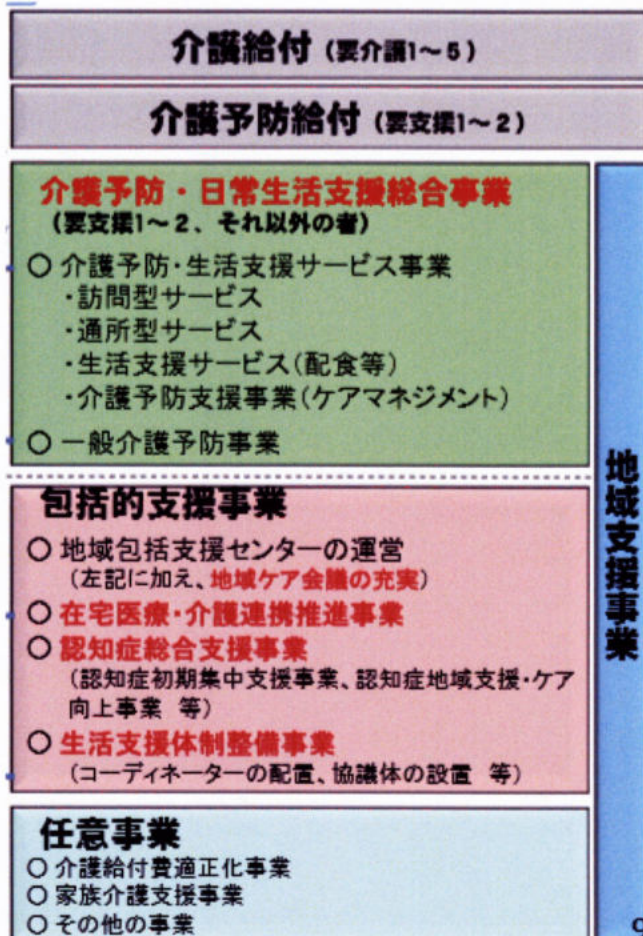 介護給付（要介護1～5）
介護予防給付（要支援1～2）
介護予防・日常生活支援総合事業
（要支援1～2、それ以外の者）
○ 介護予防・生活支援サービス事業
・訪問型サービス
・通所型サービス
・生活支援サービス（配食等）
・介護予防支援事業（ケアマネジメント）
○ 一般介護予防事業
包括的支援事業
○ 地域包括支援センターの運営
（左記に加え、地域ケア会議の充実）
○ 在宅医療・介護連携推進事業
○ 認知症総合支援事業
（認知症初期集中支援事業、認知症地域支援・ケア
向上事業 等）
○ 生活支援体制整備事業
（コーディネーターの配置、協議体の設置 等）
任意事業
○ 介護給付費適正化事業
○ 家族介護支援事業
○ その他の事業
地域支援事業